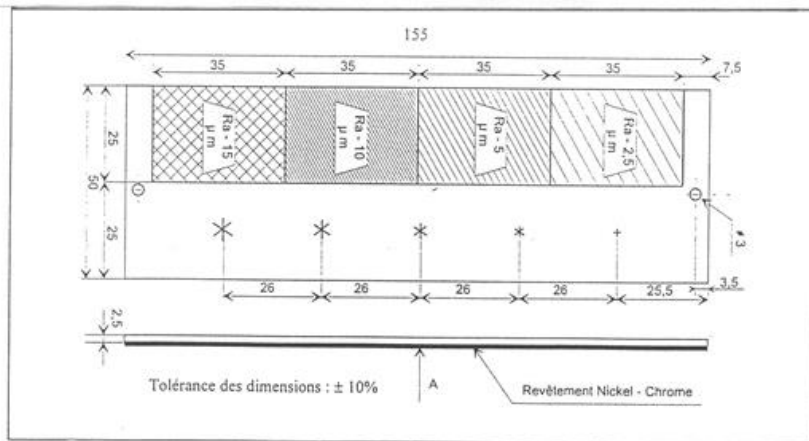 155
35 35 35 35 7,5
Ra - 15
µ m
Ra - 10
µ m
Ra - 5
µ m
Ra - 2,5
µ m
25
50
25
ø 3
26 26 26 26 25,5
3,5
2,5
Tolérance des dimensions : ± 10%
A
Revêtement Nickel - Chrome